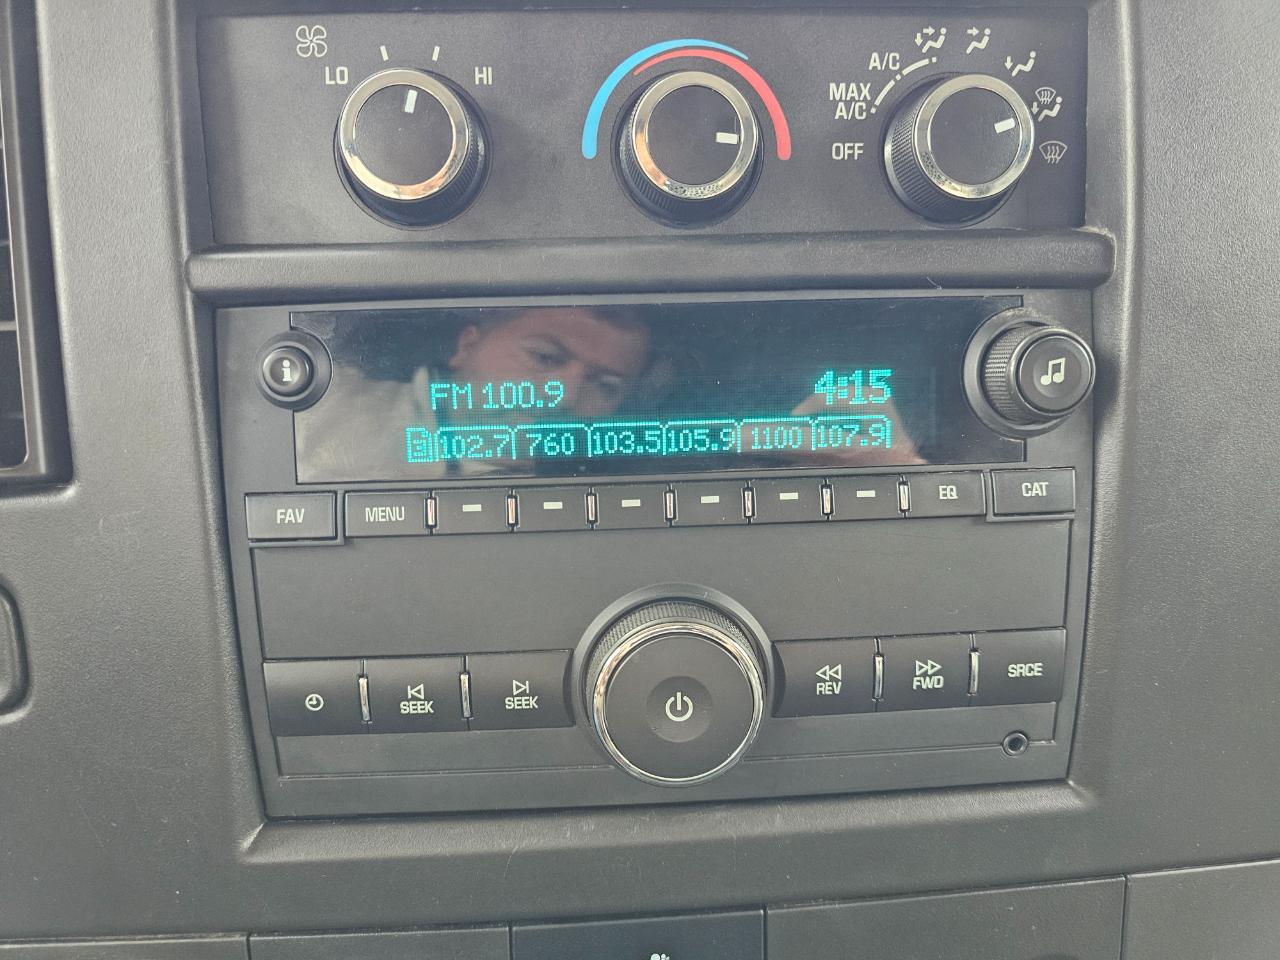 LO HI
A/C
MAX
A/C
OFF
i
FM 100.9 4:15
102.7 760 103.5 105.9 1100 107.9
FAV MENU EQ CAT
SEEK SEEK REV FWD SRCE